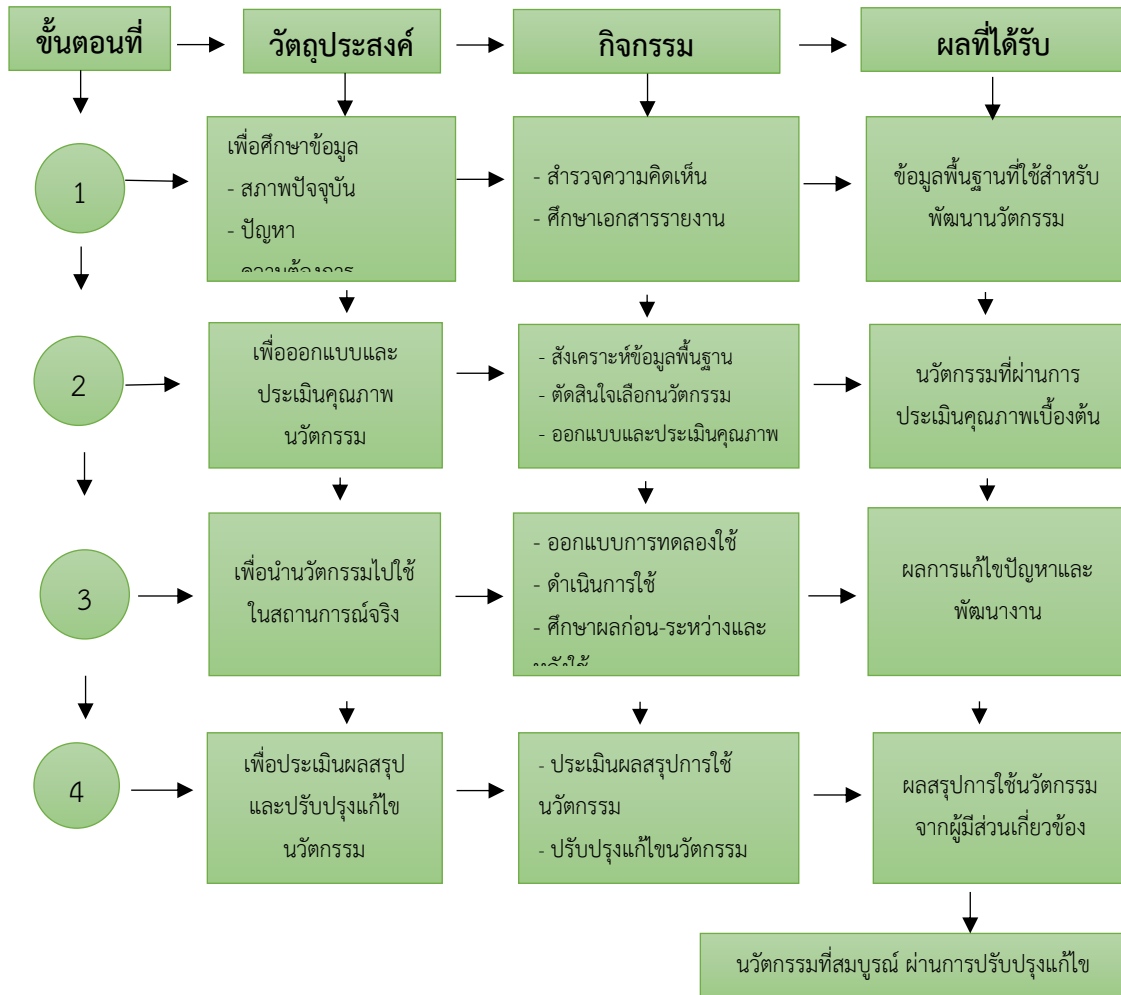 ขั้นตอนที่
วัตถุประสงค์
กิจกรรม
ผลที่ได้รับ
1
เพื่อศึกษาข้อมูล
- สภาพปัจจุบัน
- ปัญหา
- ความต้องการ
- สำรวจความคิดเห็น
- ศึกษาเอกสารรายงาน
ข้อมูลพื้นฐานที่ใช้สำหรับ
พัฒนานวัตกรรม
2
เพื่อออกแบบและ
ประเมินคุณภาพ
นวัตกรรม
- สังเคราะห์ข้อมูลพื้นฐาน
- ตัดสินใจเลือกนวัตกรรม
- ออกแบบและประเมินคุณภาพ
นวัตกรรมที่ผ่านการ
ประเมินคุณภาพเบื้องต้น
3
เพื่อนำนวัตกรรมไปใช้
ในสถานการณ์จริง
- ออกแบบการทดลองใช้
- ดำเนินการใช้
- ศึกษาผลก่อน-ระหว่างและ
หลังใช้
ผลการแก้ไขปัญหาและ
พัฒนางาน
4
เพื่อประเมินผลสรุป
และปรับปรุงแก้ไข
นวัตกรรม
- ประเมินผลสรุปการใช้
นวัตกรรม
- ปรับปรุงแก้ไขนวัตกรรม
ผลสรุปการใช้นวัตกรรม
จากผู้มีส่วนเกี่ยวข้อง
นวัตกรรมที่สมบูรณ์ ผ่านการปรับปรุงแก้ไข